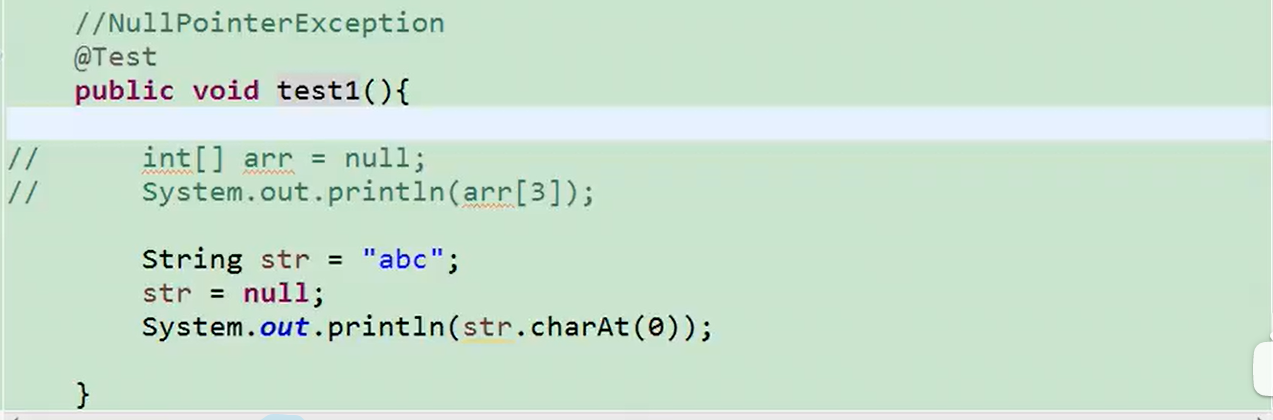 //NullPointerException
@Test
public void test1(){
//      int[] arr = null;
//      System.out.println(arr[3]);
String str = "abc";
str = null;
System.out.println(str.charAt(0));
}